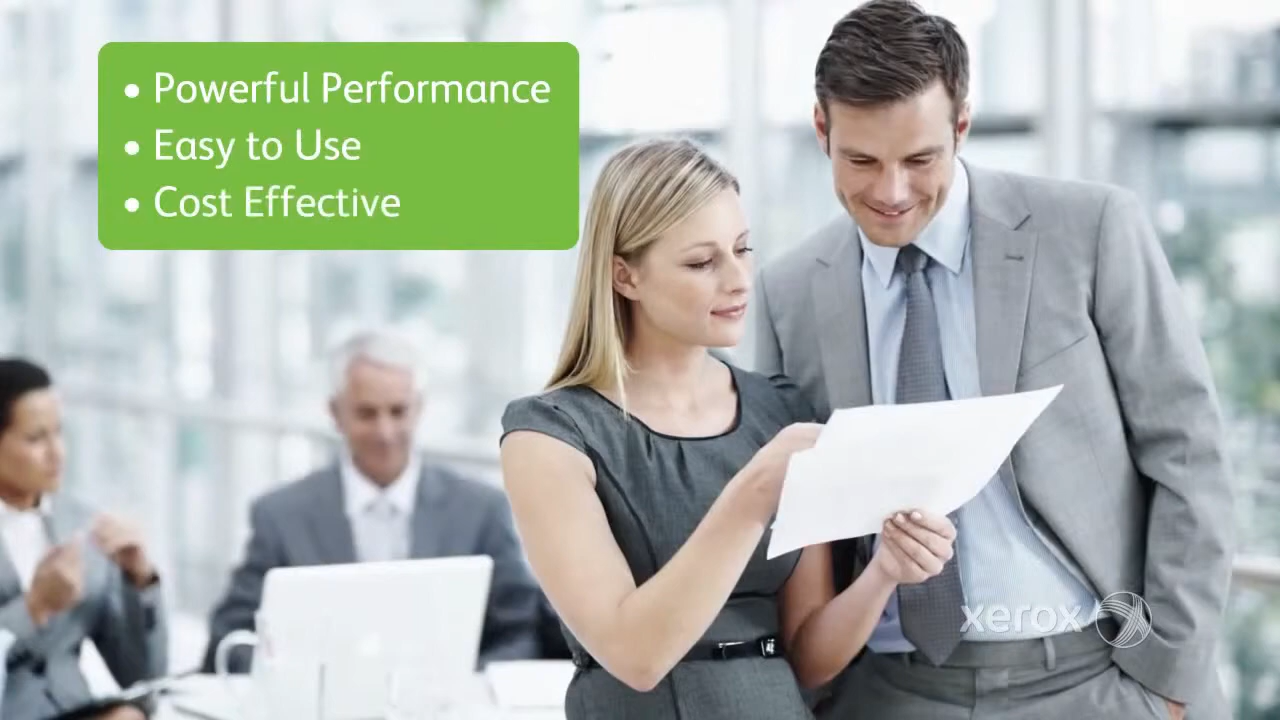 • Powerful Performance
• Easy to Use
• Cost Effective
xerox